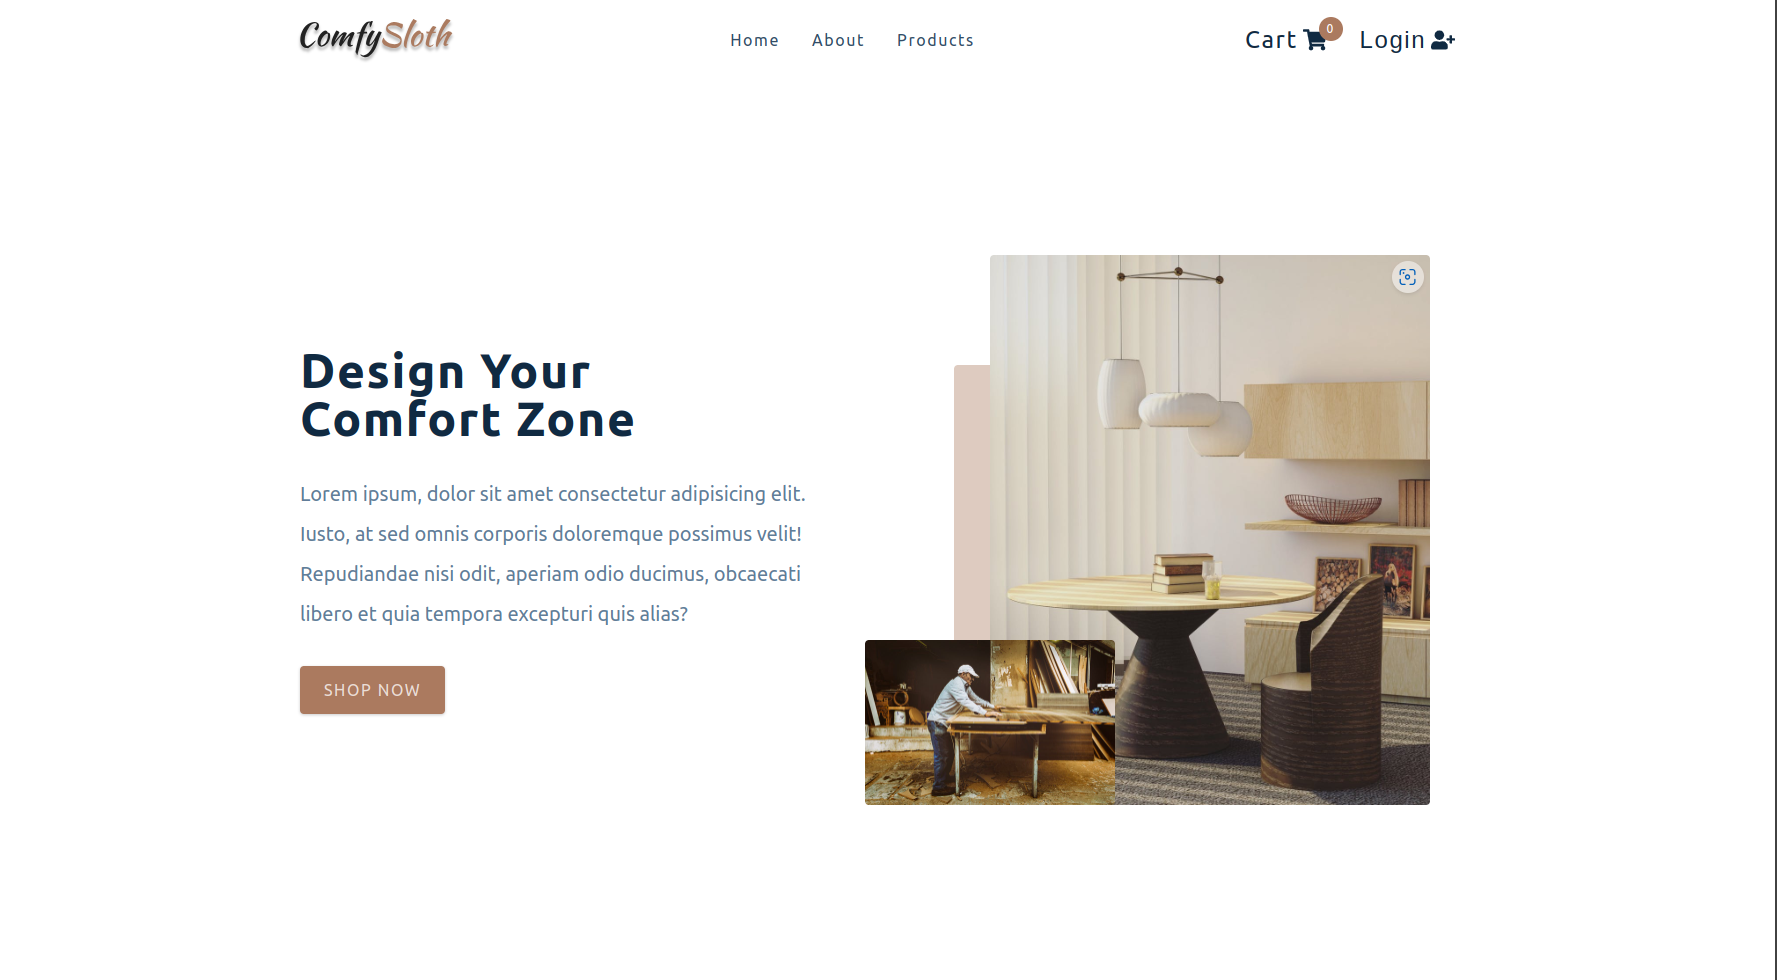 ComfySloth
Home About Products
Cart 0 Login
Design Your
Comfort Zone
Lorem ipsum, dolor sit amet consectetur adipisicing elit.
Iusto, at sed omnis corporis doloremque possimus velit!
Repudiandae nisi odit, aperiam odio ducimus, obcaecati
libero et quia tempora excepturi quis alias?
SHOP NOW